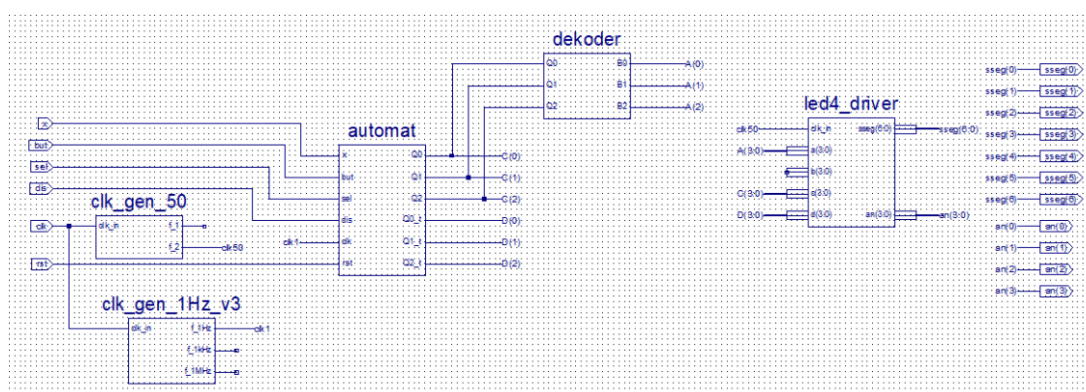 dekoder
Q0 B0 A(0)
Q1 B1 A(1)
Q2 B2 A(2)
led4_driver
clk50 clk_in sseg(6:0) sseg(6:0)
A(3:0) a(3:0)
b(3:0)
C(3:0) c(3:0) an(3:0) an(3:0)
D(3:0) d(3:0)
sseg(0) sseg(0)
sseg(1) sseg(1)
sseg(2) sseg(2)
sseg(3) sseg(3)
sseg(4) sseg(4)
sseg(5) sseg(5)
sseg(6) sseg(6)
an(0) an(0)
an(1) an(1)
an(2) an(2)
an(3) an(3)
automat
x x Q0 C(0)
but but Q1 C(1)
sel sel Q2 C(2)
dis dis Q0_t D(0)
clk1 clk Q1_t D(1)
rst rst Q2_t D(2)
clk_gen_50
clk clk_in f_1
f_2 clk50
clk_gen_1Hz_v3
clk_in f_1Hz clk1
f_1kHz
f_1MHz